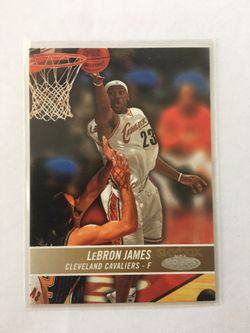 CAVALIERS
23
LEBRON JAMES
CLEVELAND CAVALIERS - F